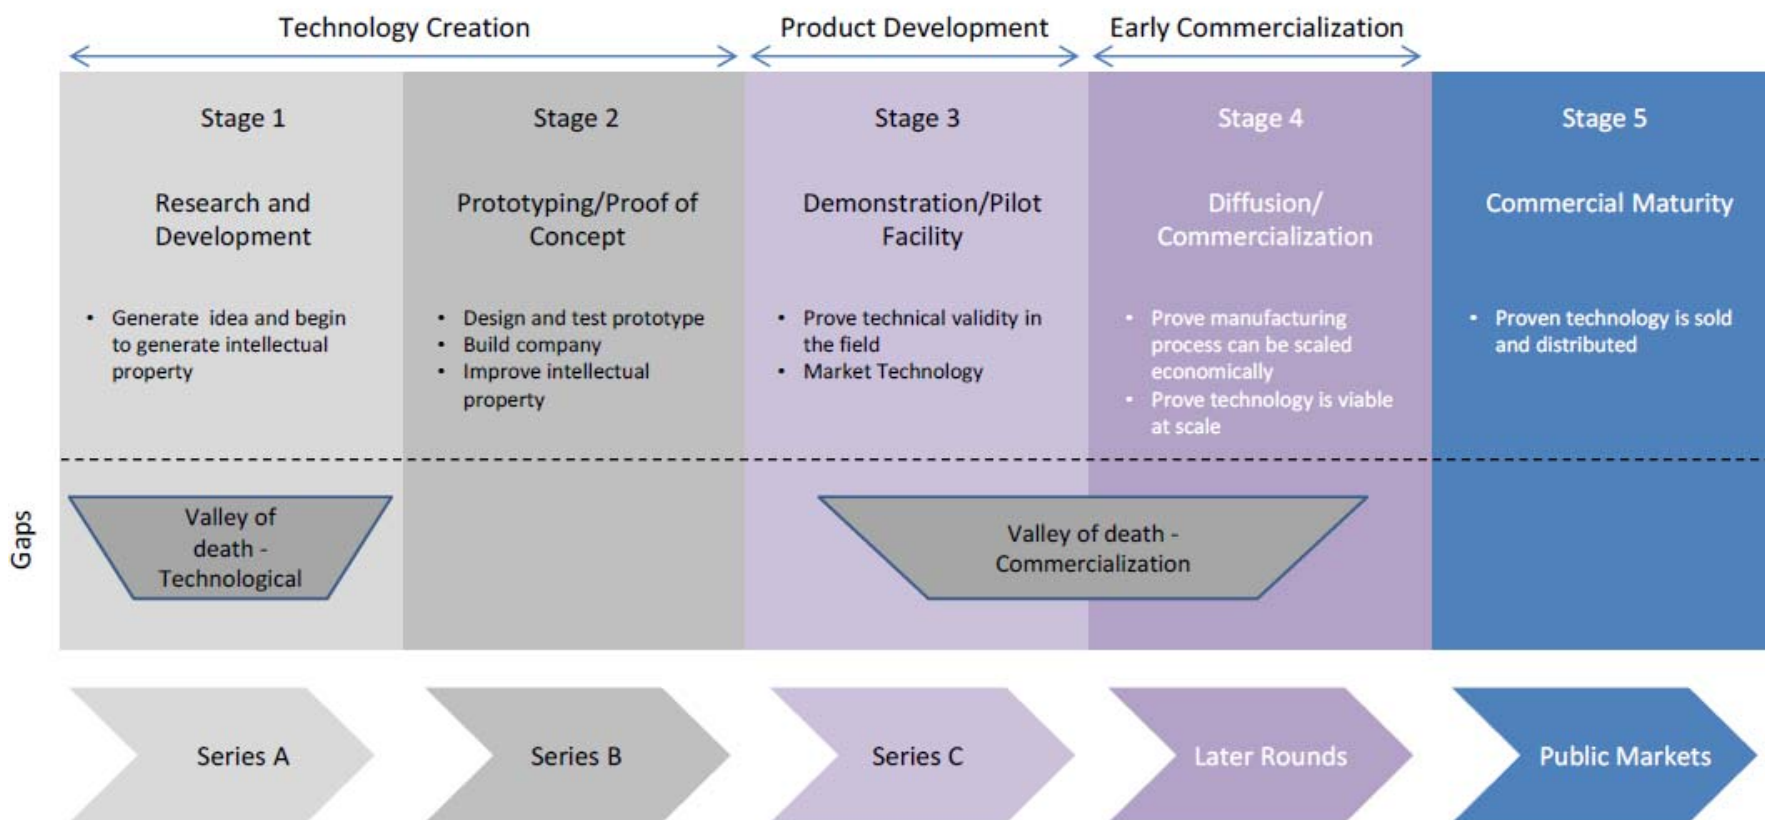 Technology Creation
Product Development
Early Commercialization
Stage 1
Research and
Development
• Generate idea and begin
to generate intellectual
property
Stage 2
Prototyping/Proof of
Concept
• Design and test prototype
• Build company
• Improve intellectual
property
Stage 3
Demonstration/Pilot
Facility
• Prove technical validity in
the field
• Market Technology
Stage 4
Diffusion/
Commercialization
• Prove manufacturing
process can be scaled
economically
• Prove technology is viable
at scale
Stage 5
Commercial Maturity
• Proven technology is sold
and distributed
Gaps
Valley of
death -
Technological
Valley of death -
Commercialization
Series A
Series B
Series C
Later Rounds
Public Markets